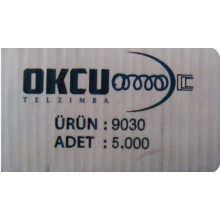 OKCU
TELZIMBA
ÜRÜN : 9030
ADET : 5.000